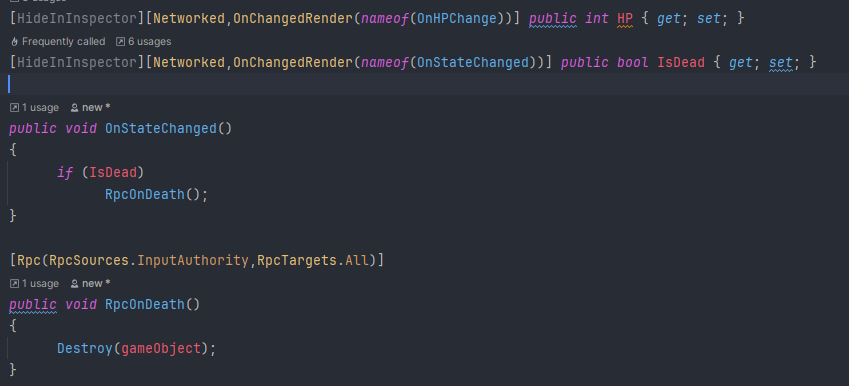 [HideInInspector][Networked,OnChangedRender(nameof(OnHPChange))] public int HP { get; set; }
Frequently called 6 usages
[HideInInspector][Networked,OnChangedRender(nameof(OnStateChanged))] public bool IsDead { get; set; }
1 usage new *
public void OnStateChanged()
{
if (IsDead)
RpcOnDeath();
}
[Rpc(RpcSources.InputAuthority,RpcTargets.All)]
1 usage new *
public void RpcOnDeath()
{
Destroy(gameObject);
}